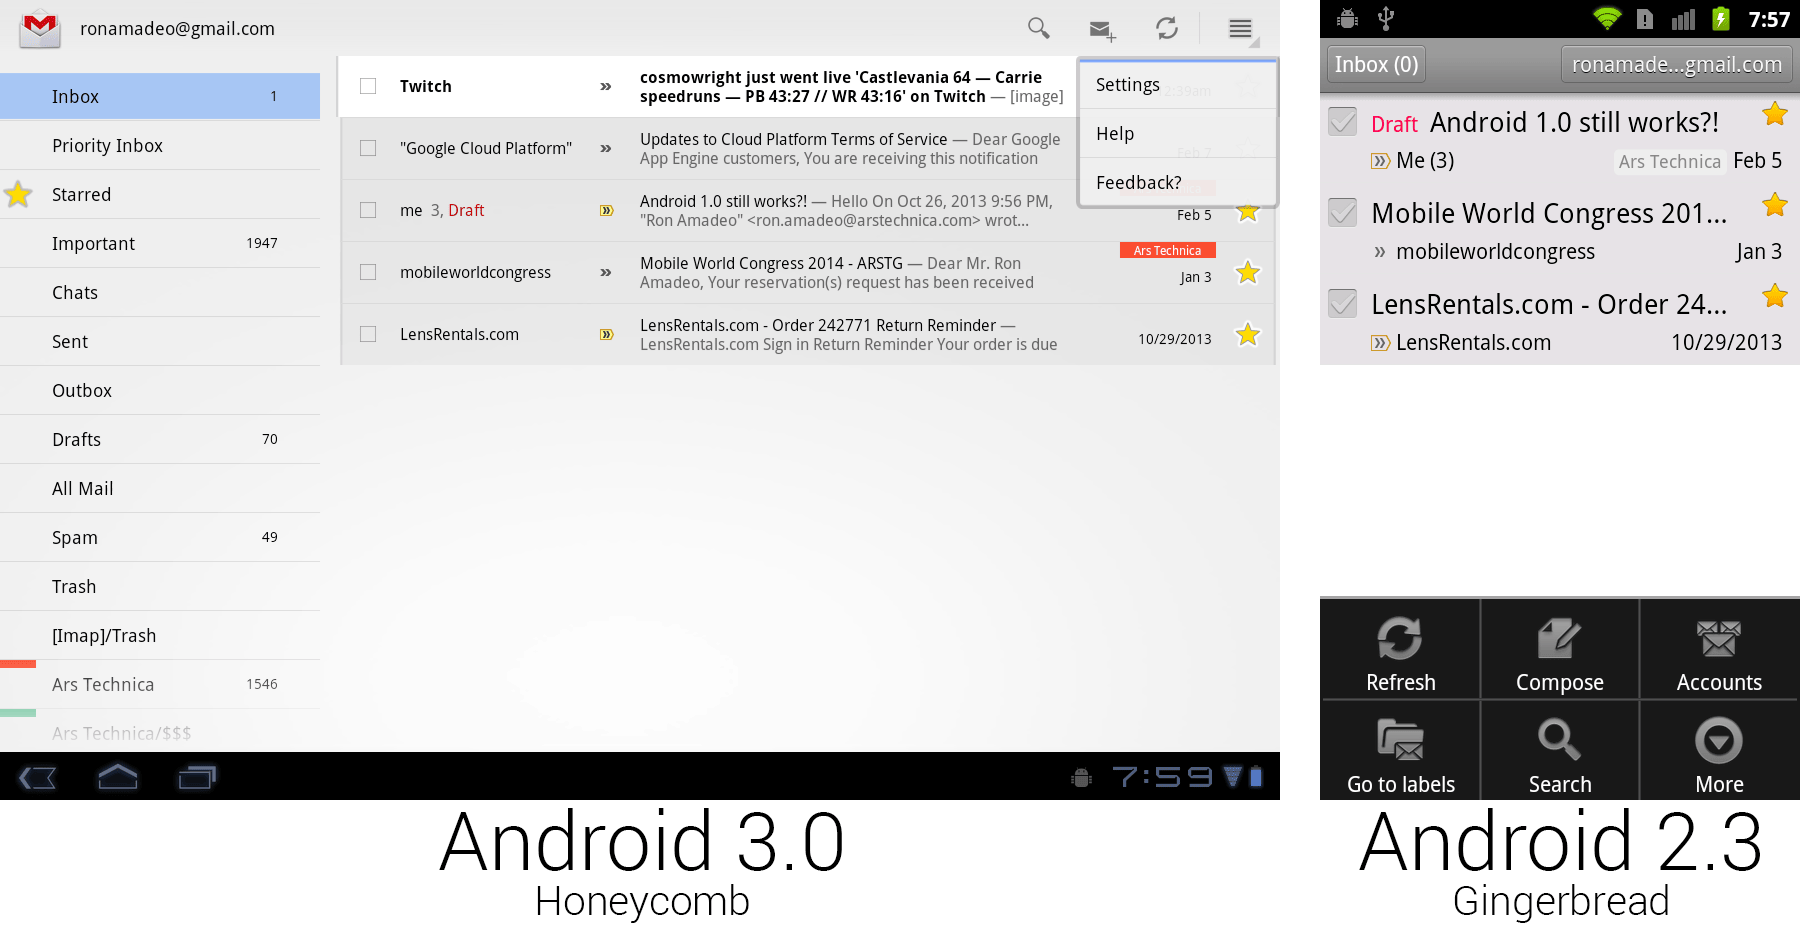 ronamadeo@gmail.com
Inbox 1
Priority Inbox
Starred
Important 1947
Chats
Sent
Outbox
Drafts 70
All Mail
Spam 49
Trash
[Imap]/Trash
Ars Technica 1546
Ars Technica/$$$
Twitch
cosmowright just went live 'Castlevania 64 — Carrie
speedruns — PB 43:27 // WR 43:16' on Twitch — [image]
2:39am
"Google Cloud Platform"
Updates to Cloud Platform Terms of Service — Dear Google
App Engine customers, You are receiving this notification
Feb 7
me 3, Draft
Android 1.0 still works?! — Hello On Oct 26, 2013 9:56 PM,
"Ron Amadeo" <ron.amadeo@arstechnica.com> wrote...
Feb 5
mobileworldcongress
Mobile World Congress 2014 - ARSTG — Dear Mr. Ron
Amadeo, Your reservation(s) request has been received
Ars Technica
Jan 3
LensRentals.com
LensRentals.com - Order 242771 Return Reminder —
LensRentals.com Sign in Return Reminder Your order is due
10/29/2013
Settings
Help
Feedback?
7:59
Android 3.0
Honeycomb
7:57
Inbox (0)
ronamade...gmail.com
Draft Android 1.0 still works?!
Me (3) Ars Technica Feb 5
Mobile World Congress 201...
» mobileworldcongress Jan 3
LensRentals.com - Order 24...
LensRentals.com 10/29/2013
Refresh
Compose
Accounts
Go to labels
Search
More
Android 2.3
Gingerbread